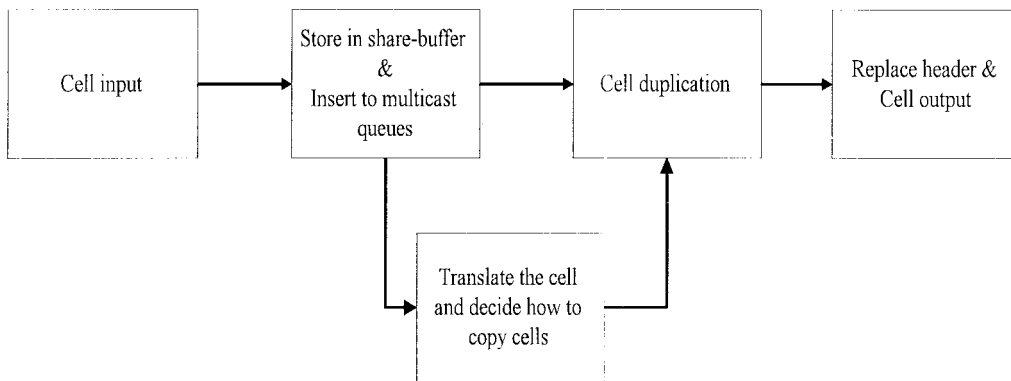 Cell input
Store in share-buffer
&
Insert to multicast
queues
Cell duplication
Replace header &
Cell output
Translate the cell
and decide how to
copy cells